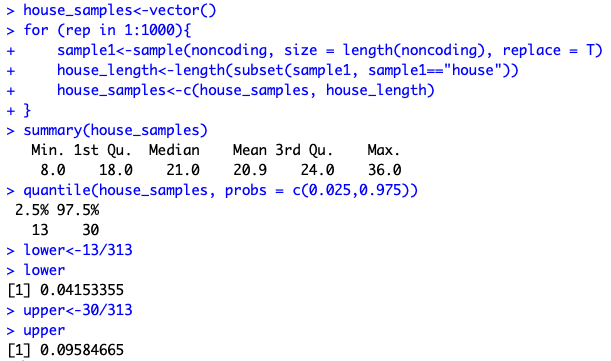 > house_samples<-vector()
> for (rep in 1:1000){
+     sample1<-sample(noncoding, size = length(noncoding), replace = T)
+     house_length<-length(subset(sample1, sample1=="house"))
+     house_samples<-c(house_samples, house_length)
+ }
> summary(house_samples)
   Min. 1st Qu.  Median    Mean 3rd Qu.    Max.
    8.0    18.0    21.0    20.9    24.0    36.0
> quantile(house_samples, probs = c(0.025,0.975))
 2.5% 97.5%
   13    30
> lower<-13/313
> lower
[1] 0.04153355
> upper<-30/313
> upper
[1] 0.09584665